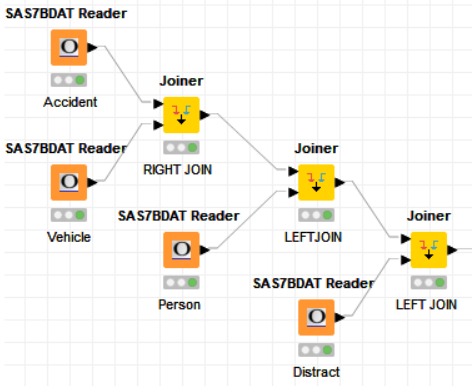 SAS7BDAT Reader
O
Accident
Joiner
RIGHT JOIN
SAS7BDAT Reader
O
Vehicle
Joiner
LEFTJOIN
SAS7BDAT Reader
O
Person
Joiner
LEFT JOIN
SAS7BDAT Reader
O
Distract